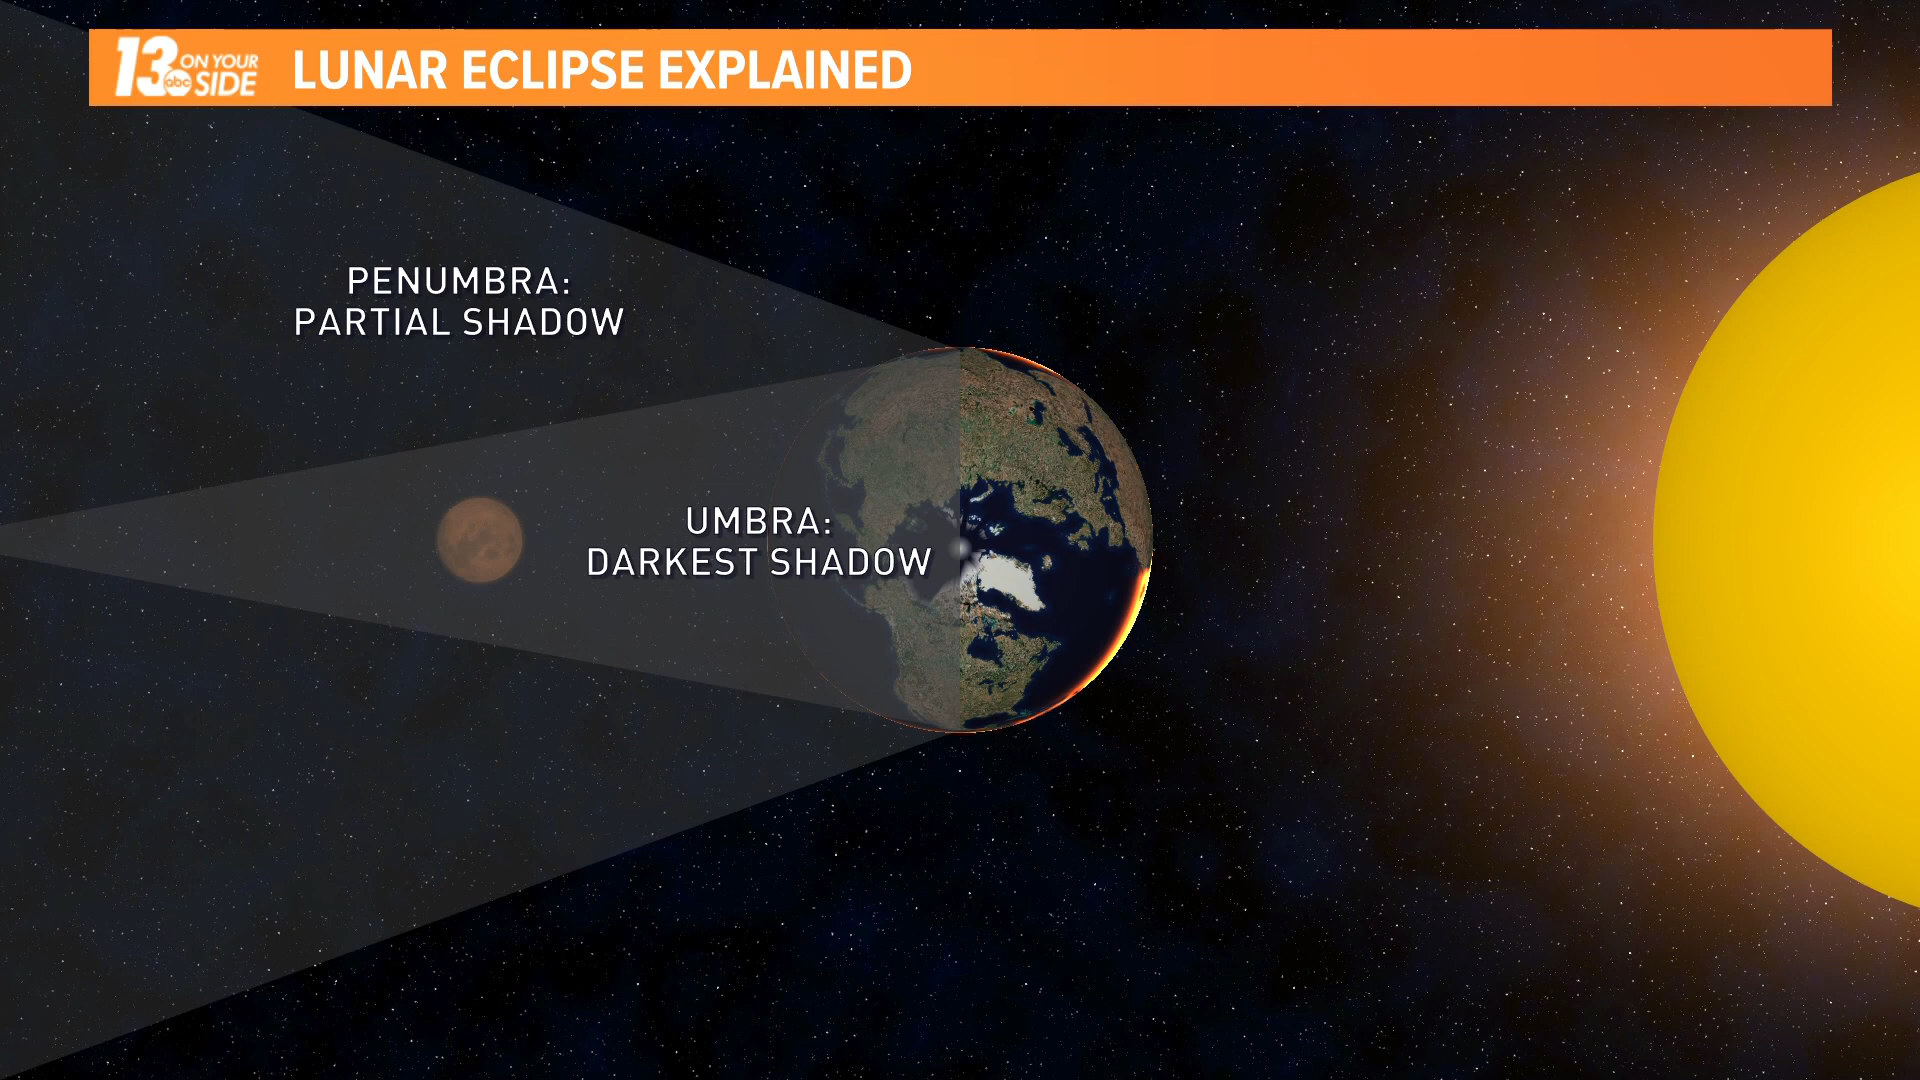 13 ON YOUR SIDE
abc
LUNAR ECLIPSE EXPLAINED
PENUMBRA:
PARTIAL SHADOW
UMBRA:
DARKEST SHADOW